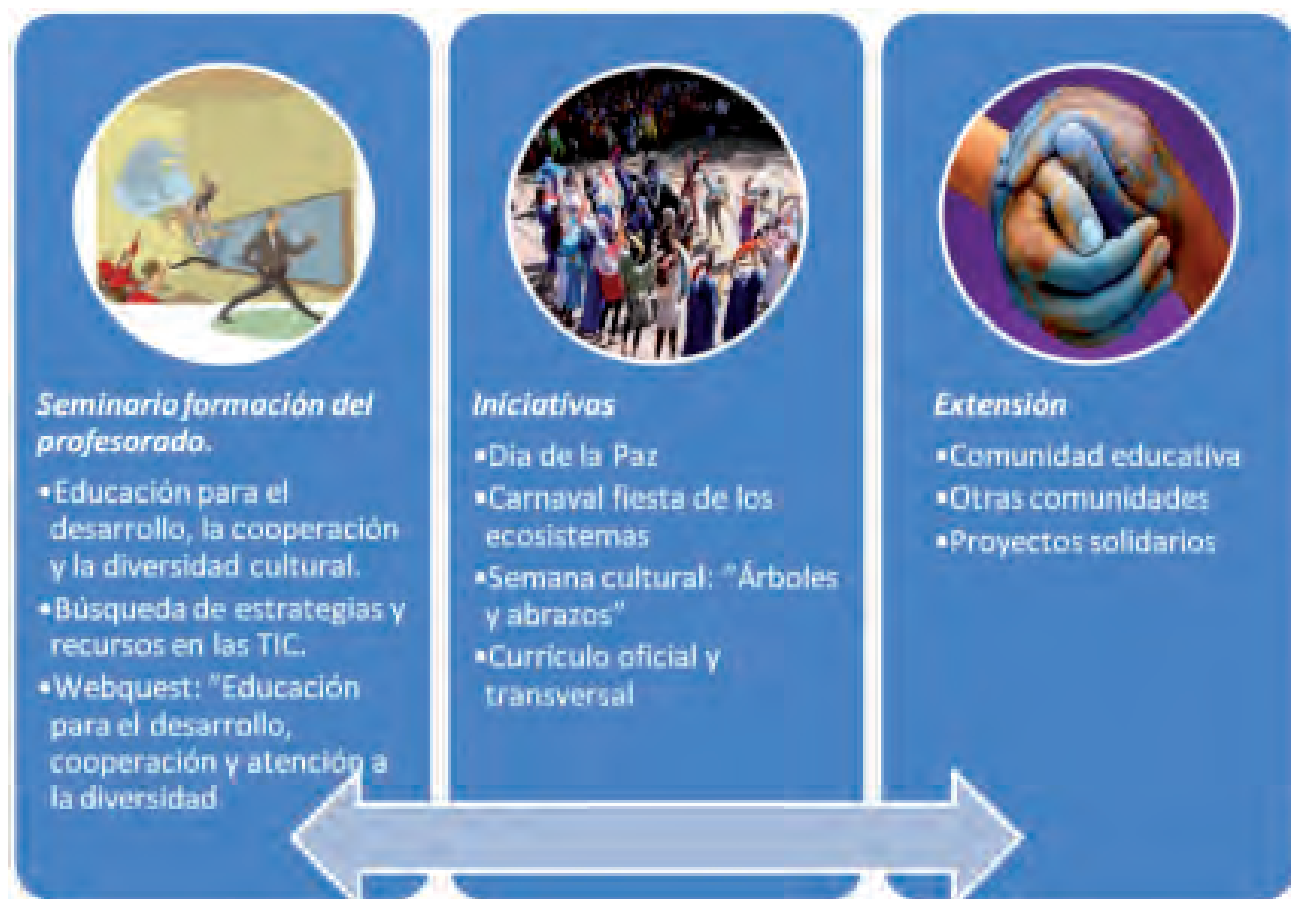 Seminario formación del
profesorado.
▪Educación para el
desarrollo, la cooperación
y la diversidad cultural.
▪Búsqueda de estrategias y
recursos en las TIC.
▪Webquest: "Educación
para el desarrollo,
cooperación y atención a
la diversidad
Iniciativas
▪Dia de la Paz
▪Carnaval fiesta de los
ecosistemas
▪Semana cultural: "Árboles
y abrazos"
▪Currículo oficial y
transversal
Extensión
▪Comunidad educativa
▪Otras comunidades
▪Proyectos solidarios